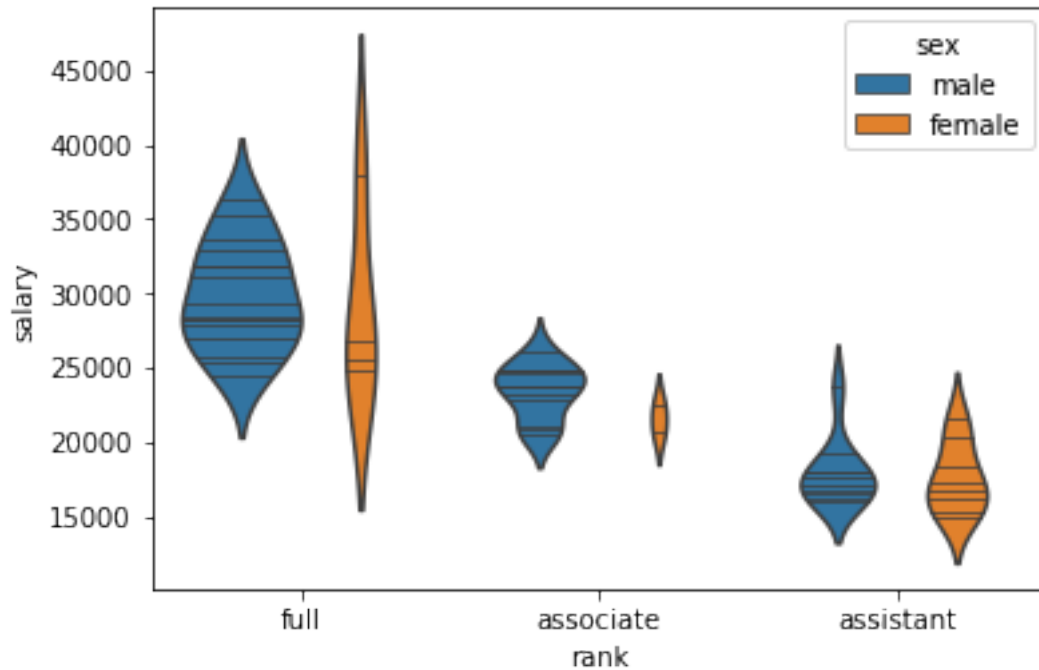 sex
male
female
45000
40000
35000
30000
25000
20000
15000
salary
full
associate
assistant
rank